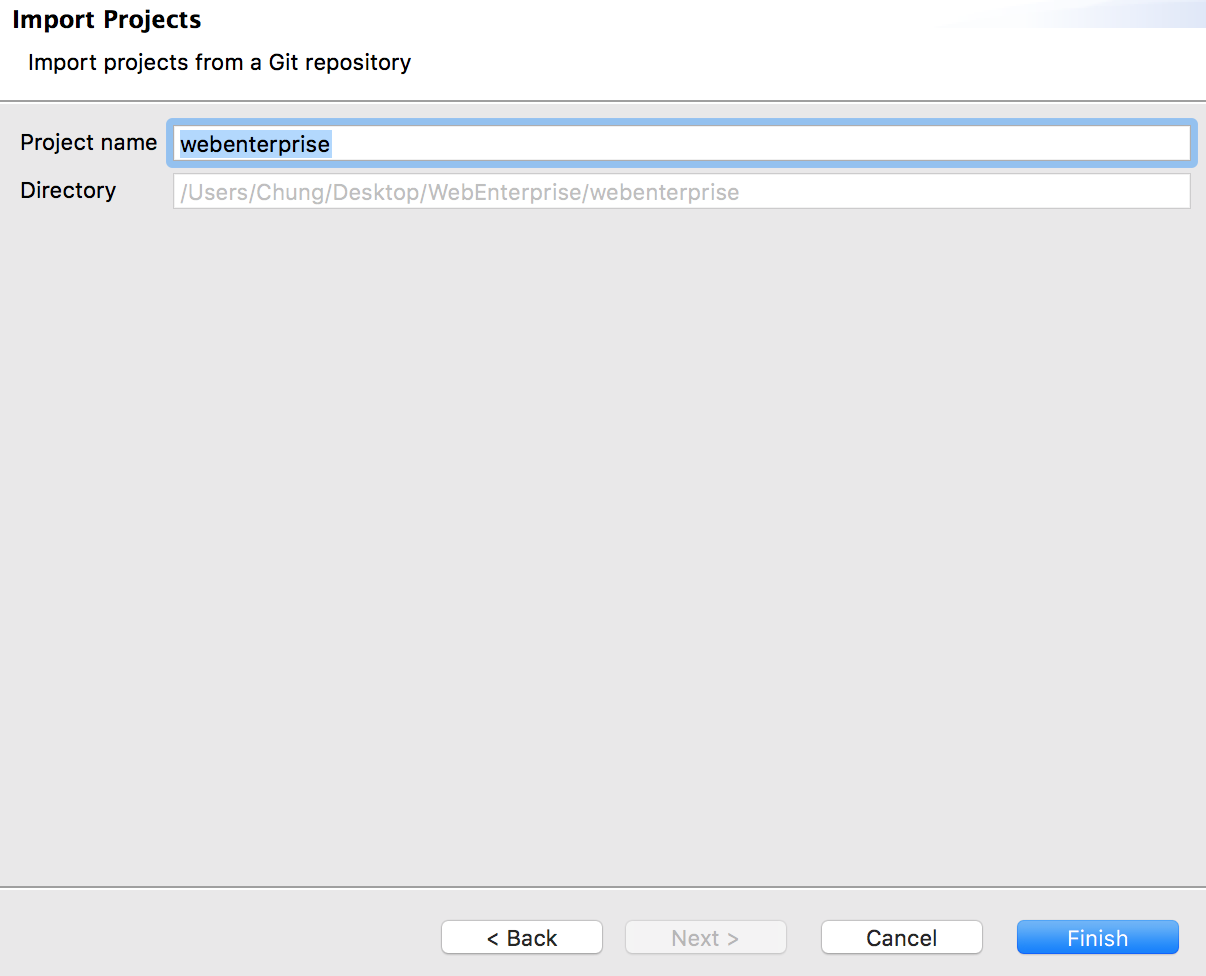 Import Projects
Import projects from a Git repository
Project name webenterprise
Directory /Users/Chung/Desktop/WebEnterprise/webenterprise
< Back Next > Cancel Finish